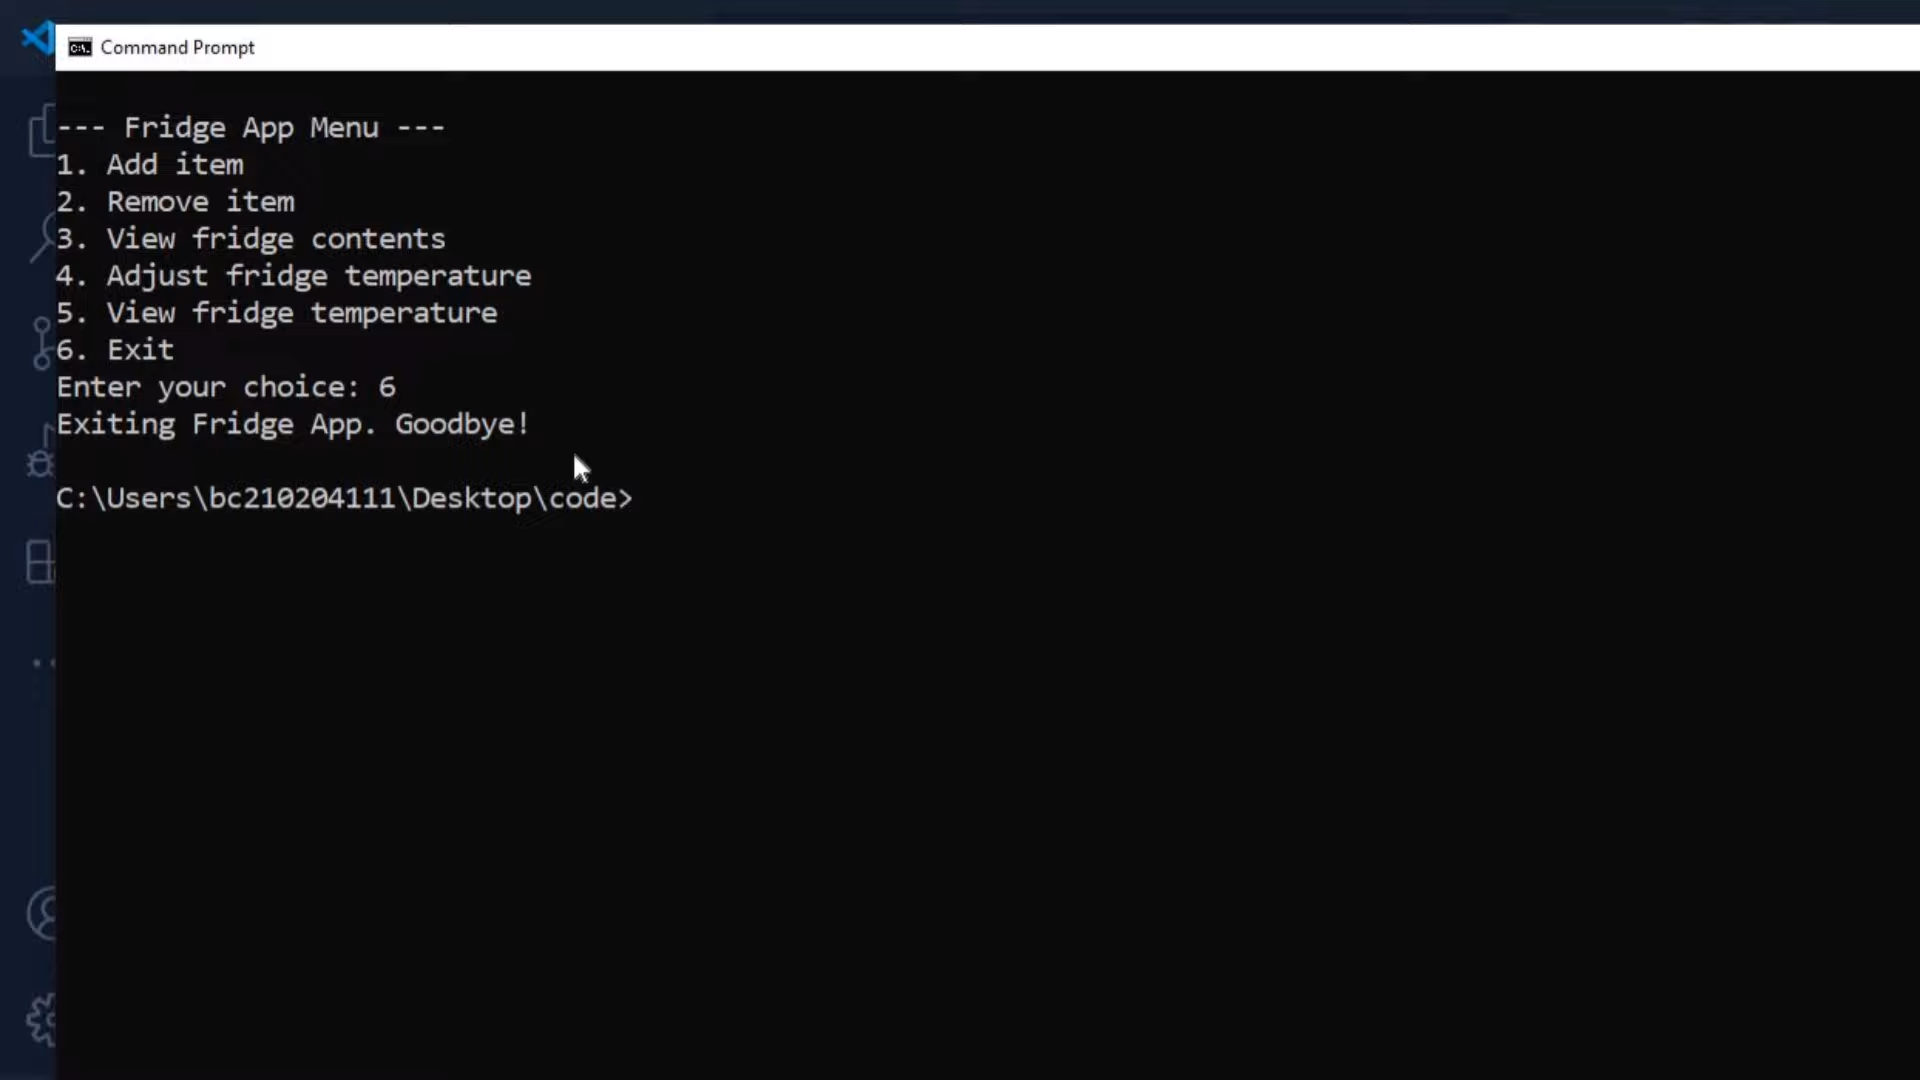 Command Prompt
--- Fridge App Menu ---
1. Add item
2. Remove item
3. View fridge contents
4. Adjust fridge temperature
5. View fridge temperature
6. Exit
Enter your choice: 6
Exiting Fridge App. Goodbye!
C:\Users\bc210204111\Desktop\code>